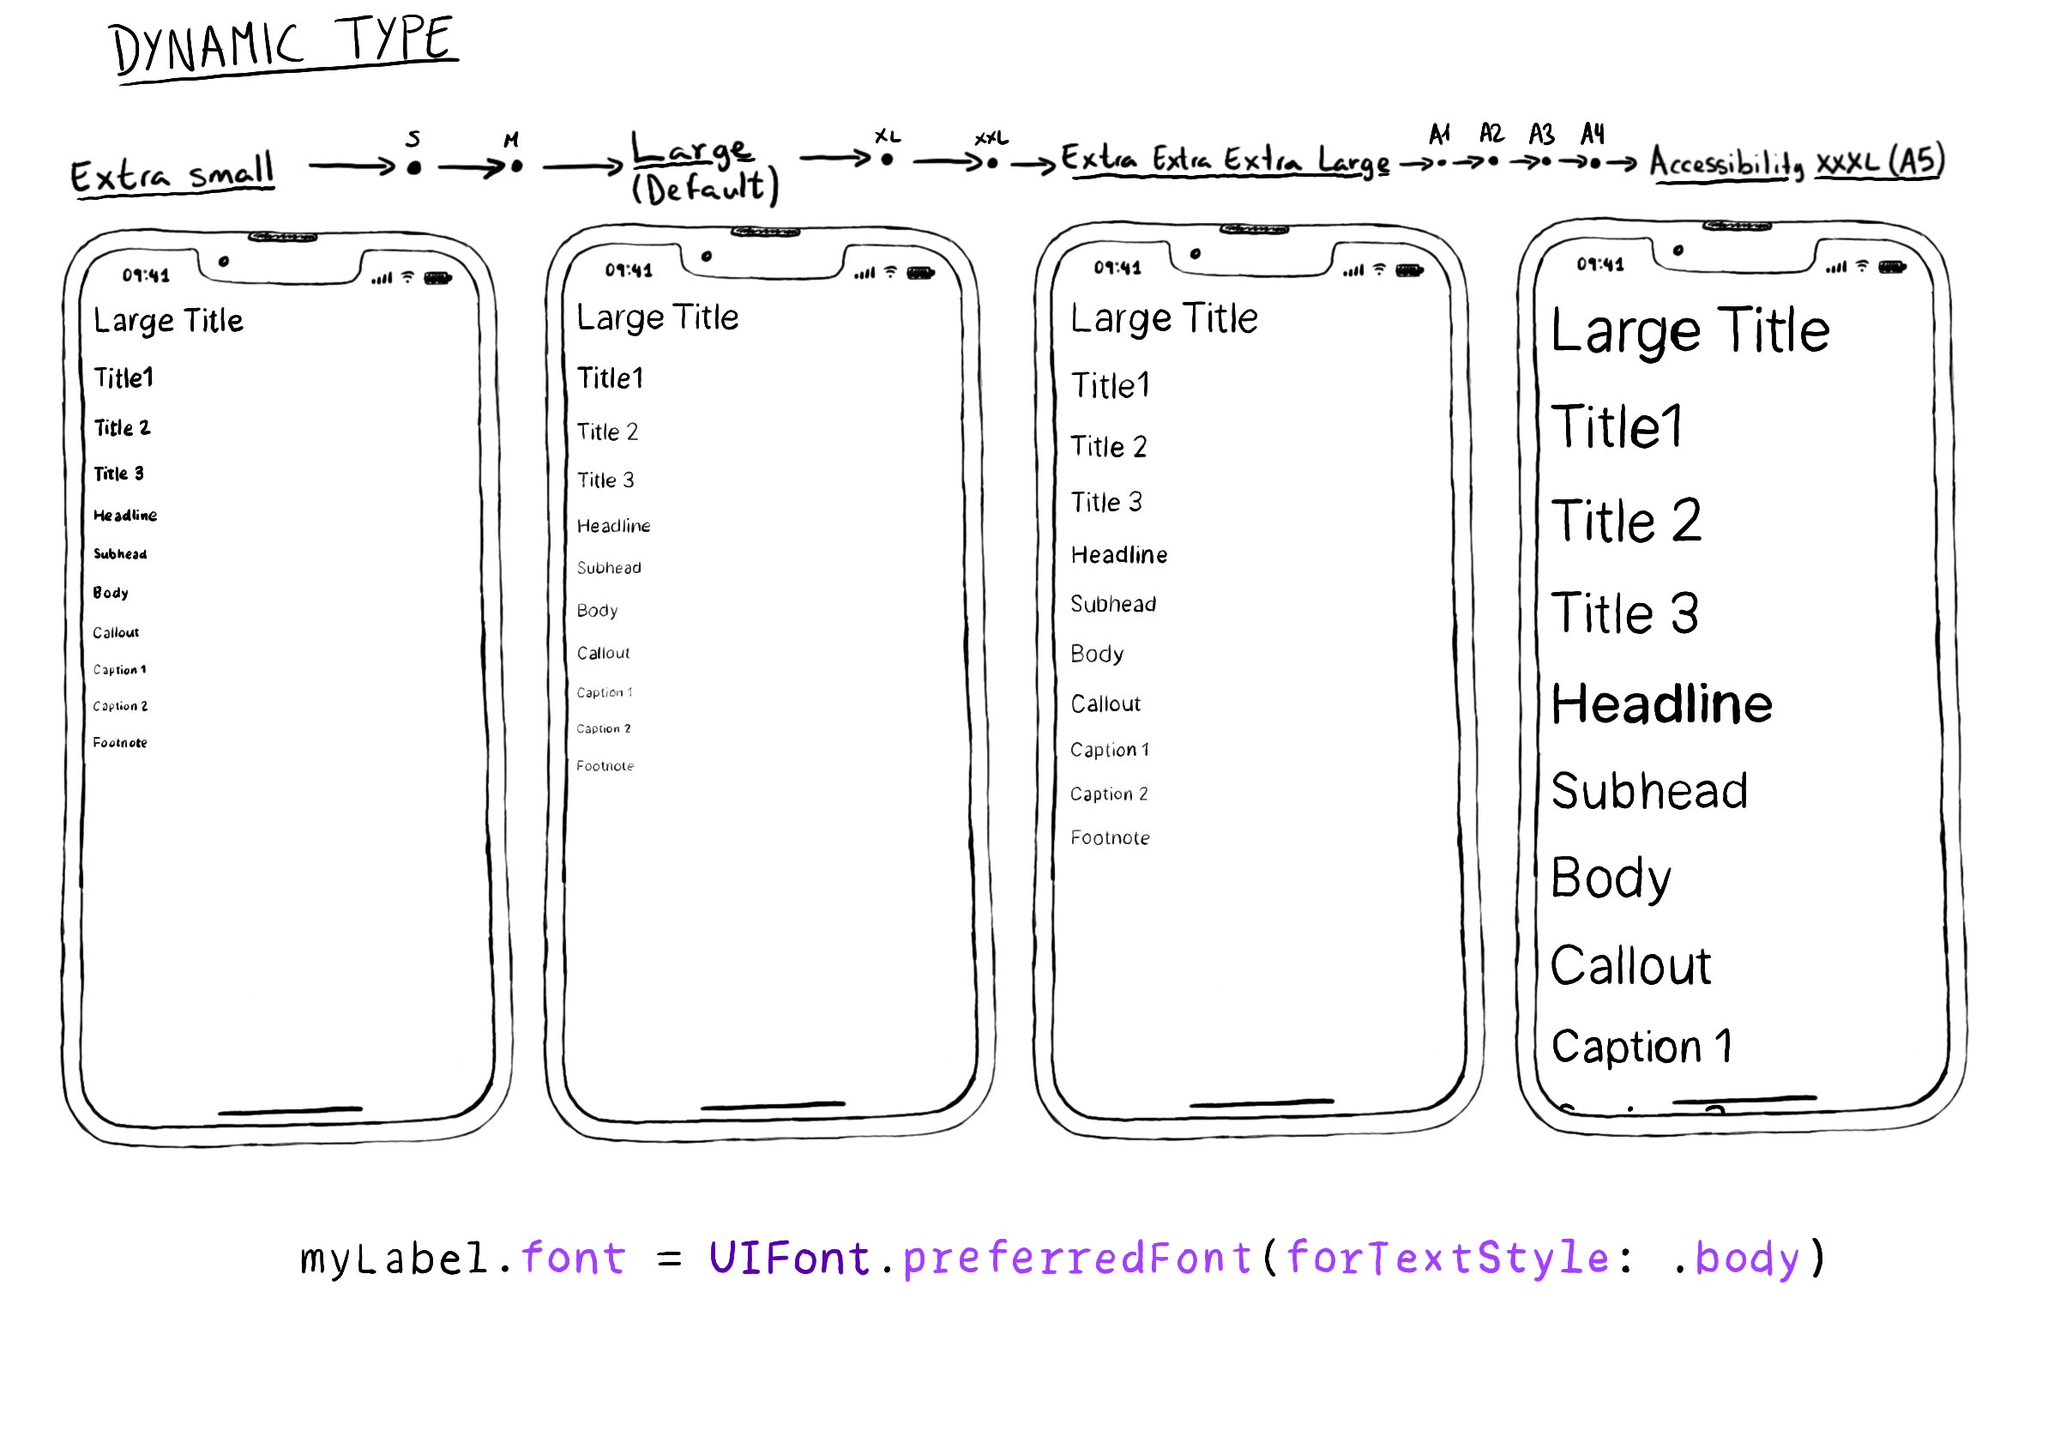 DYNAMIC TYPE
Extra small
S
M
Large
(Default)
XL
XXL
Extra Extra Extra Large
A1
A2
A3
A4
Accessibility XXXL (A5)
09:41
Large Title
Title1
Title 2
Title 3
Headline
Subhead
Body
Callout
Caption 1
Caption 2
Footnote
09:41
Large Title
Title1
Title 2
Title 3
Headline
Subhead
Body
Callout
Caption 1
Caption 2
Footnote
09:41
Large Title
Title1
Title 2
Title 3
Headline
Subhead
Body
Callout
Caption 1
Caption 2
Footnote
09:41
Large Title
Title1
Title 2
Title 3
Headline
Subhead
Body
Callout
Caption 1
myLabel.font = UIFont.preferredFont(forTextStyle: .body)